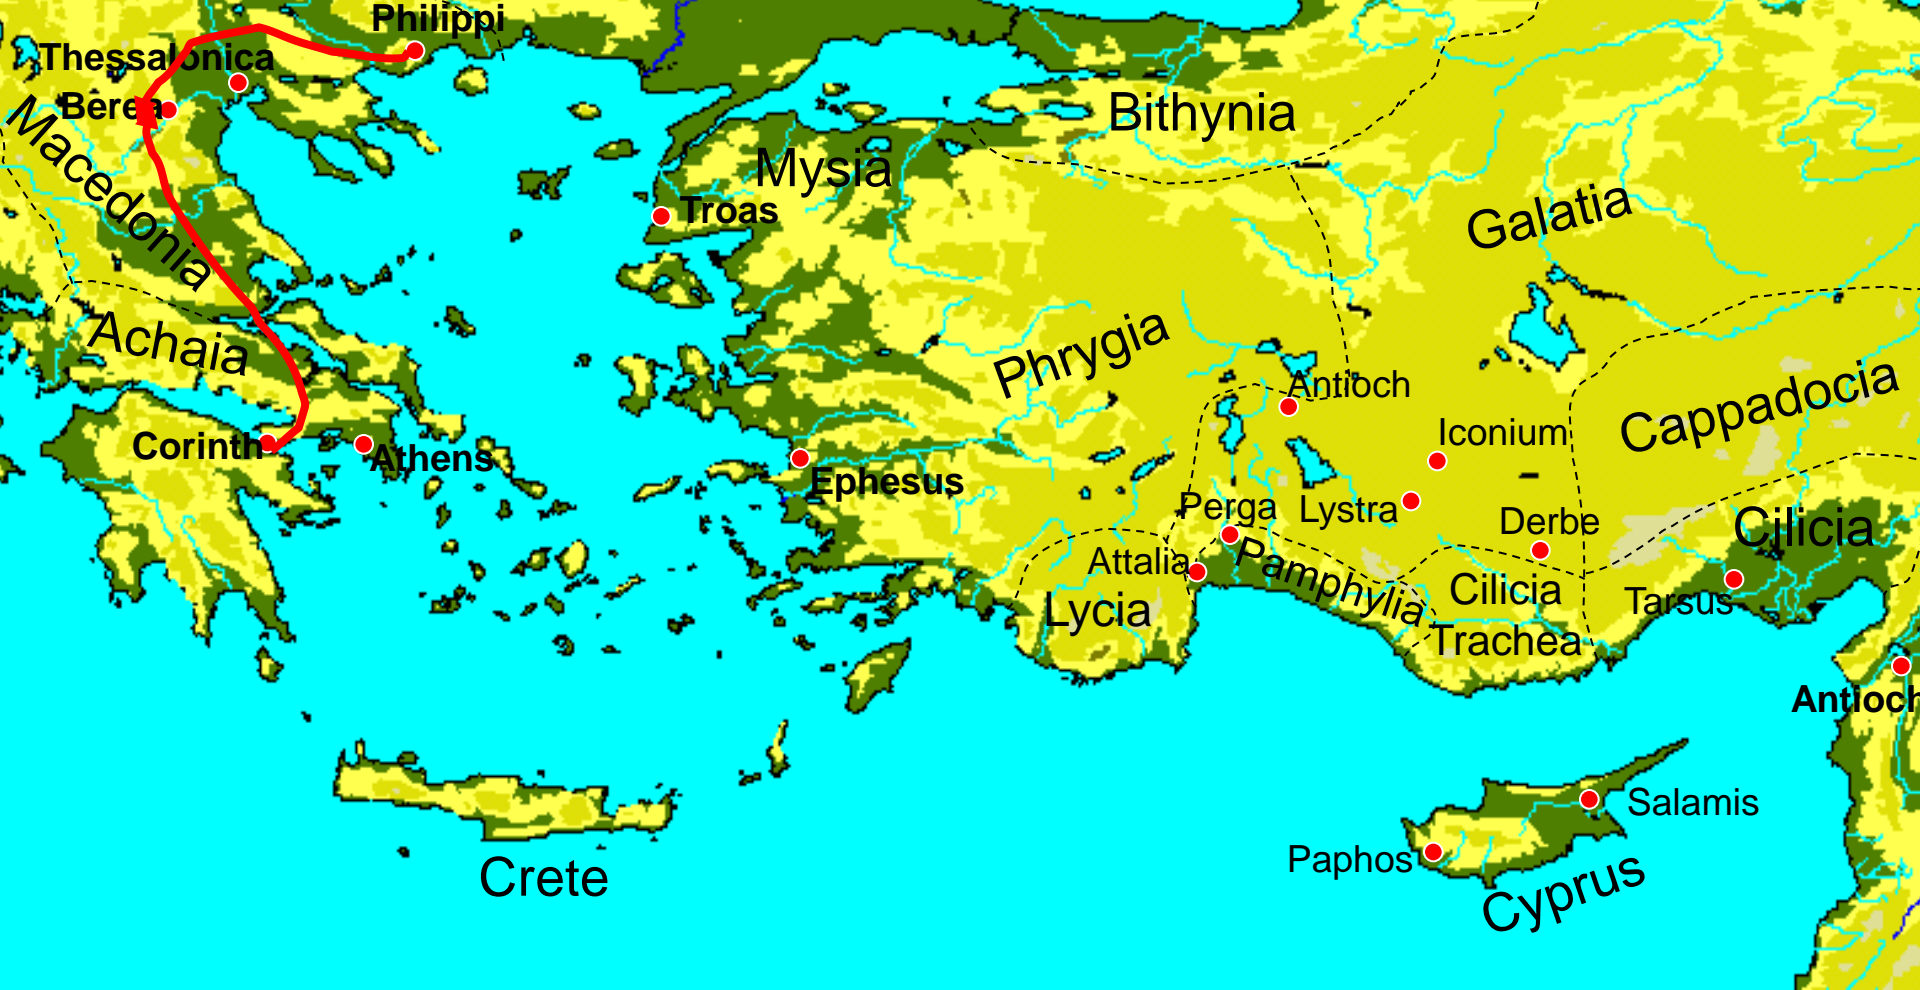 Philippi
Thessalonica
Berea
Macedonia
Bithynia
Mysia
Troas
Galatia
Achaia
Phrygia
Antioch
Cappadocia
Corinth
Athens
Ephesus
Iconium
Lystra
Perga
Derbe
Cilicia
Attalia
Pamphylia
Lycia
Cilicia
Trachea
Tarsus
Antioch
Salamis
Paphos
Cyprus
Crete